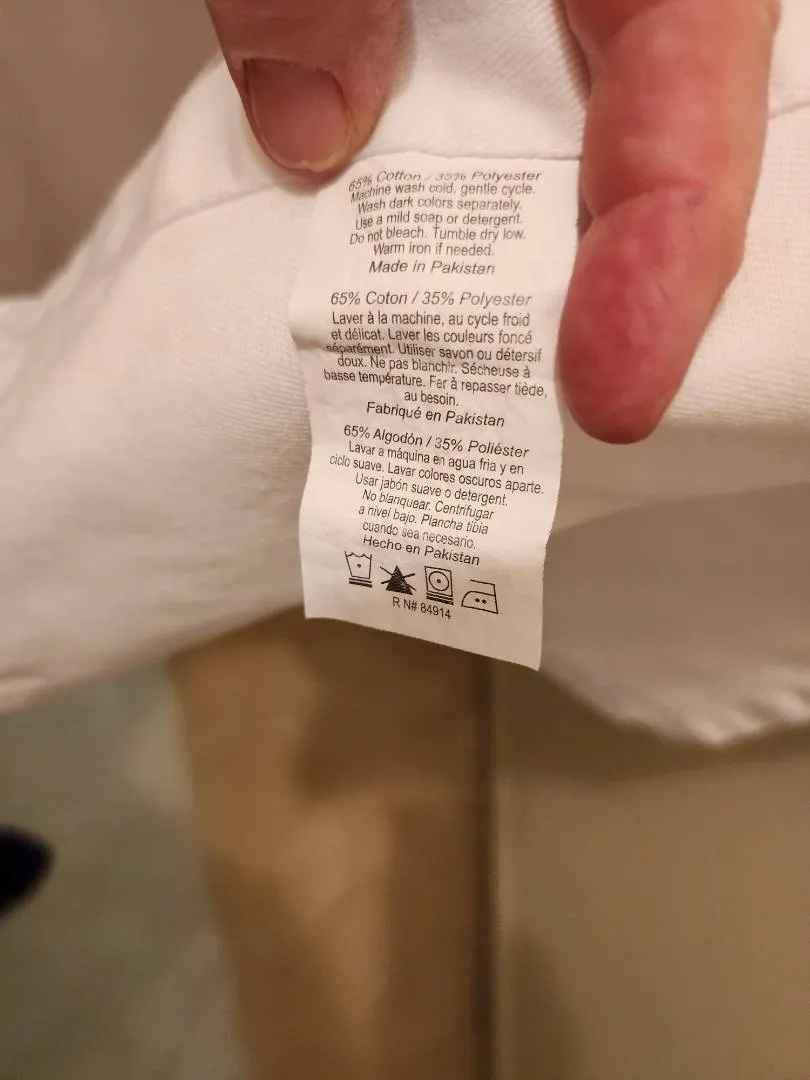 65% Cotton / 35% Polyester
Machine wash cold, gentle cycle.
Wash dark colors separately.
Use a mild soap or detergent.
Do not bleach. Tumble dry low.
Warm iron if needed.
Made in Pakistan
65% Coton / 35% Polyester
Laver à la machine, au cycle froid
et délicat. Laver les couleurs foncé
séparément. Utiliser savon ou détersif
doux. Ne pas blanchir. Sécheuse à
basse température. Fer à repasser tiède,
au besoin.
Fabriqué en Pakistan
65% Algodón / 35% Poliéster
Lavar a máquina en agua fria y en
ciclo suave. Lavar colores oscuros aparte.
Usar jabón suave o detergent.
No blanquear. Centrifugar
a nivel bajo. Plancha tibia
cuando sea necesario.
Hecho en Pakistan
R N# 84914